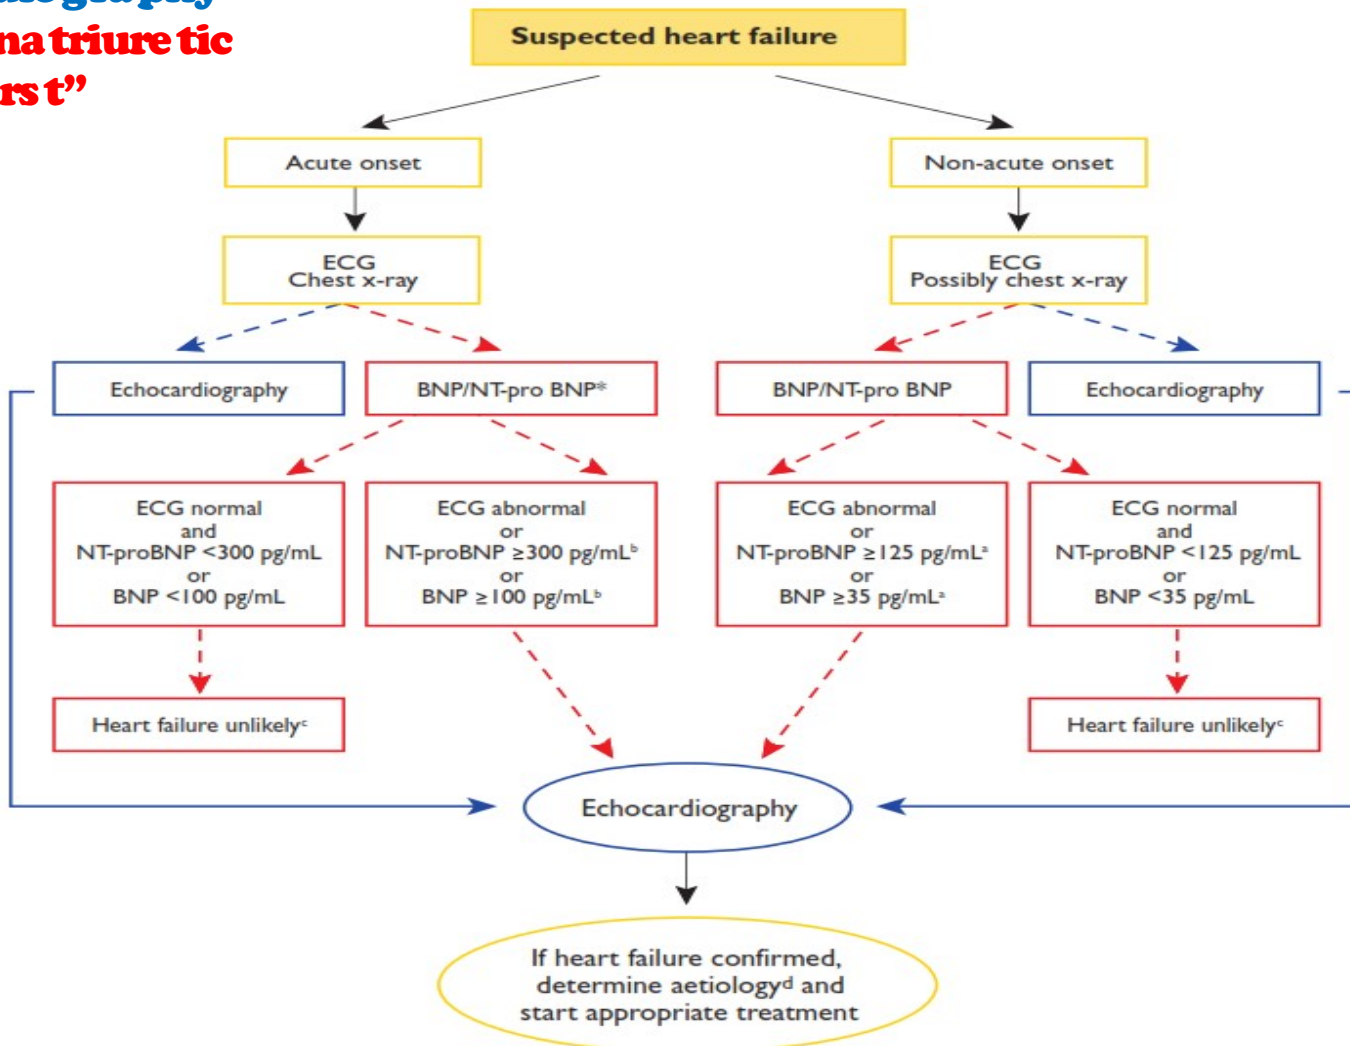 na triure tic
rs t”
Suspected heart failure
Acute onset
Non-acute onset
ECG
Chest x-ray
ECG
Possibly chest x-ray
Echocardiography
BNP/NT-pro BNP*
BNP/NT-pro BNP
Echocardiography
ECG normal
and
NT-proBNP <300 pg/mL
or
BNP <100 pg/mL
ECG abnormal
or
NT-proBNP ≥300 pg/mLᵇ
or
BNP ≥100 pg/mLᵇ
ECG abnormal
or
NT-proBNP ≥125 pg/mLᵃ
or
BNP ≥35 pg/mLᵃ
ECG normal
and
NT-proBNP <125 pg/mL
or
BNP <35 pg/mL
Heart failure unlikelyᶜ
Heart failure unlikelyᶜ
Echocardiography
If heart failure confirmed,
determine aetiologyᵈ and
start appropriate treatment